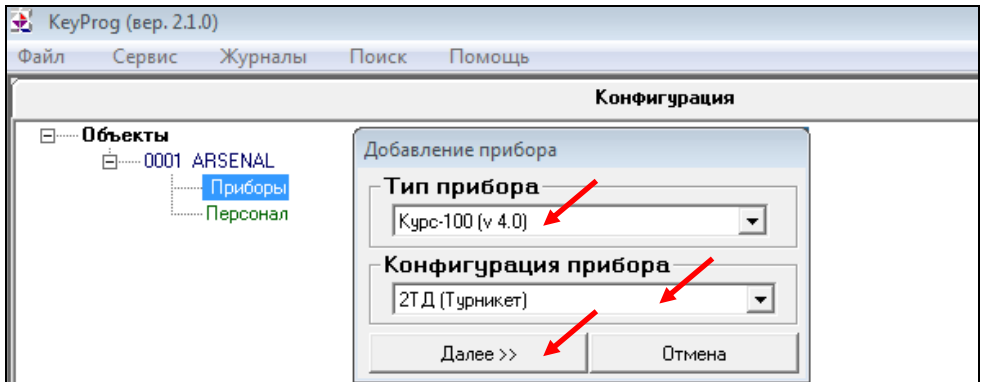 KeyProg (вер. 2.1.0)
Файл Сервис Журналы Поиск Помощь
Конфигурация
Объекты
0001 ARSENAL
Приборы
Персонал
Добавление прибора
Тип прибора
Курс-100 (v 4.0)
Конфигурация прибора
2ТД (Турникет)
Далее >> Отмена